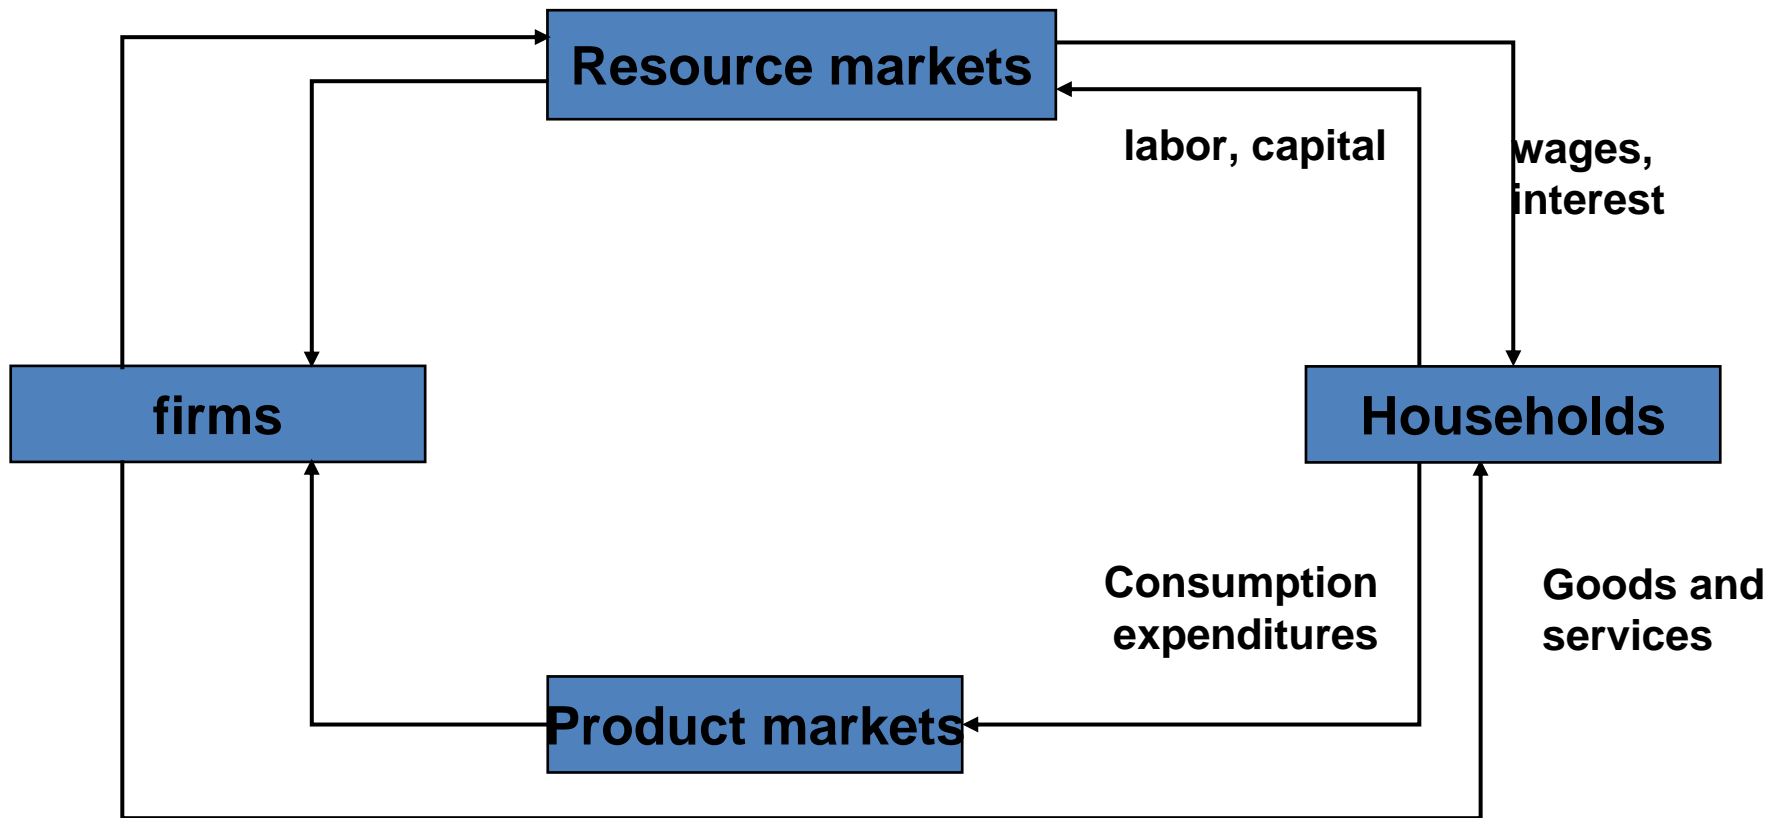 Resource markets
labor, capital
wages,
interest
firms
Households
Consumption
expenditures
Goods and
services
Product markets